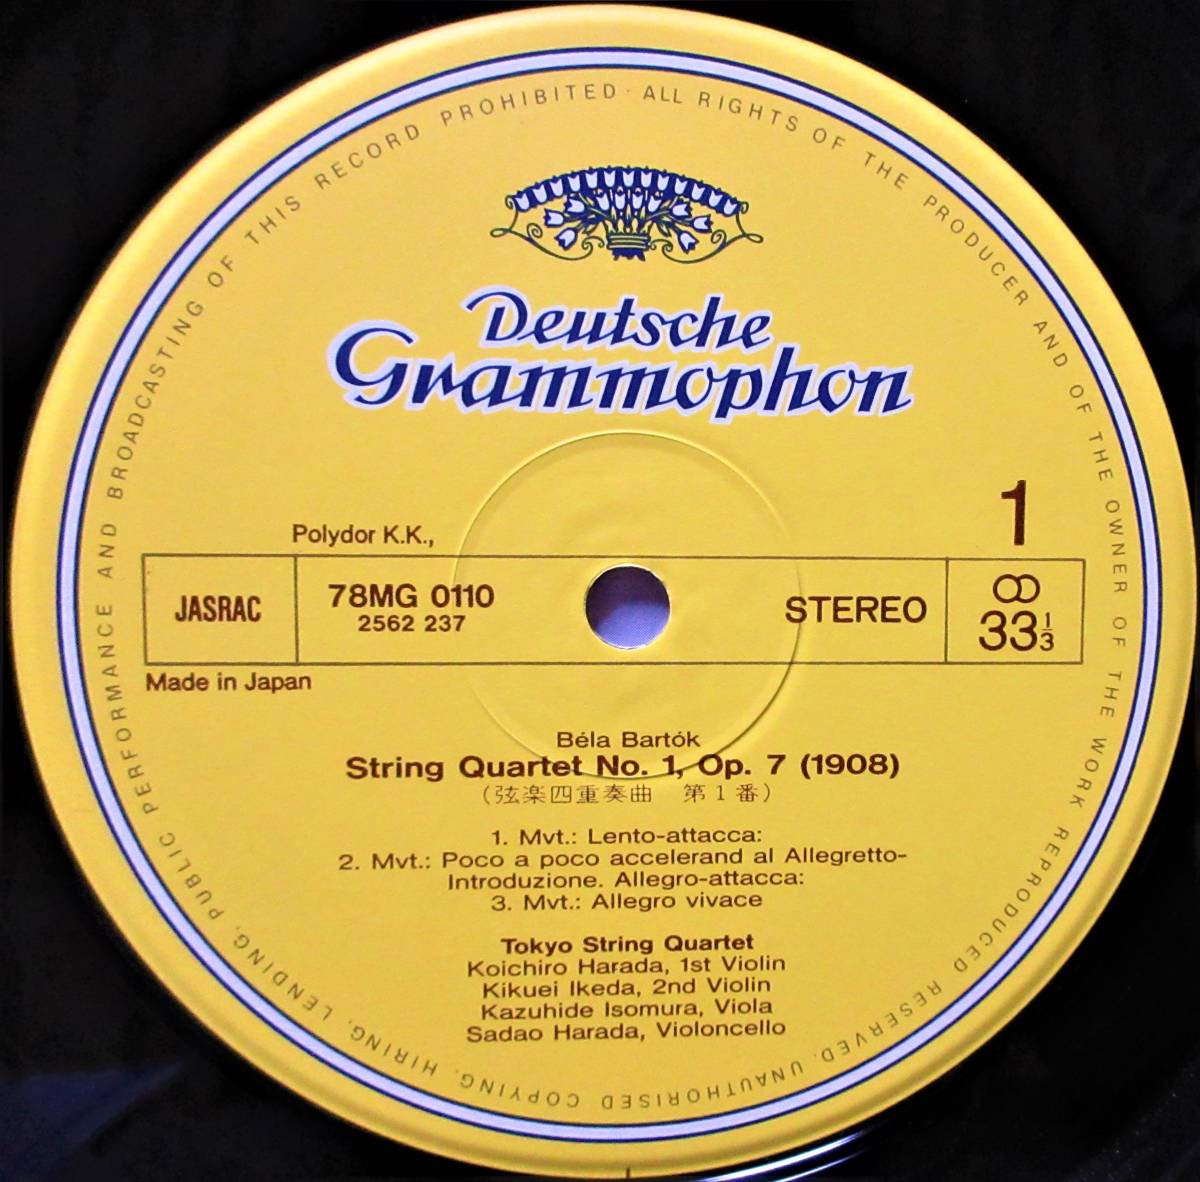 PUBLIC PERFORMANCE AND BROADCASTING OF THIS RECORD PROHIBITED · ALL RIGHTS OF THE PRODUCER AND OF THE OWNER OF THE WORK REPRODUCED RESERVED. UNAUTHORISED COPYING, HIRING, LENDING,
Deutsche
Grammophon
1
Polydor K.K.,
JASRAC
78MG 0110
2562 237
STEREO
33 1/3
Made in Japan
Béla Bartók
String Quartet No. 1, Op. 7 (1908)
(弦楽四重奏曲 第1番)
1. Mvt.: Lento-attacca:
2. Mvt.: Poco a poco accelerand al Allegretto-
Introduzione. Allegro-attacca:
3. Mvt.: Allegro vivace
Tokyo String Quartet
Koichiro Harada, 1st Violin
Kikuei Ikeda, 2nd Violin
Kazuhide Isomura, Viola
Sadao Harada, Violoncello